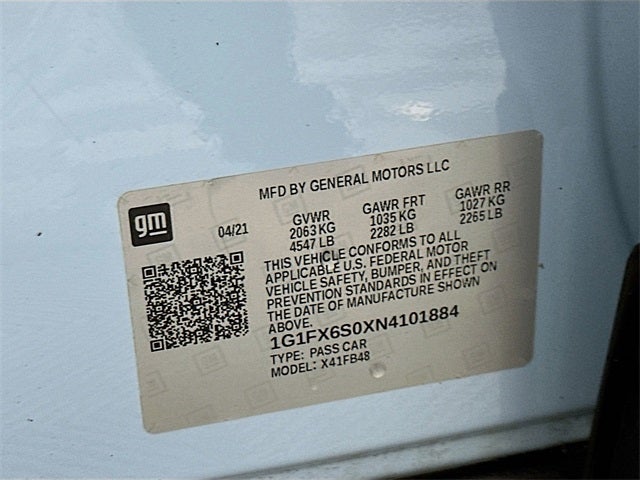 MFD BY GENERAL MOTORS LLC
gm
04/21
GVWR GAWR FRT GAWR RR
2063 KG 1035 KG 1027 KG
4547 LB 2282 LB 2265 LB
THIS VEHICLE CONFORMS TO ALL
APPLICABLE U.S. FEDERAL MOTOR
VEHICLE SAFETY, BUMPER, AND THEFT
PREVENTION STANDARDS IN EFFECT ON
THE DATE OF MANUFACTURE SHOWN
ABOVE.
1G1FX6S0XN4101884
TYPE: PASS CAR
MODEL: X41FB48